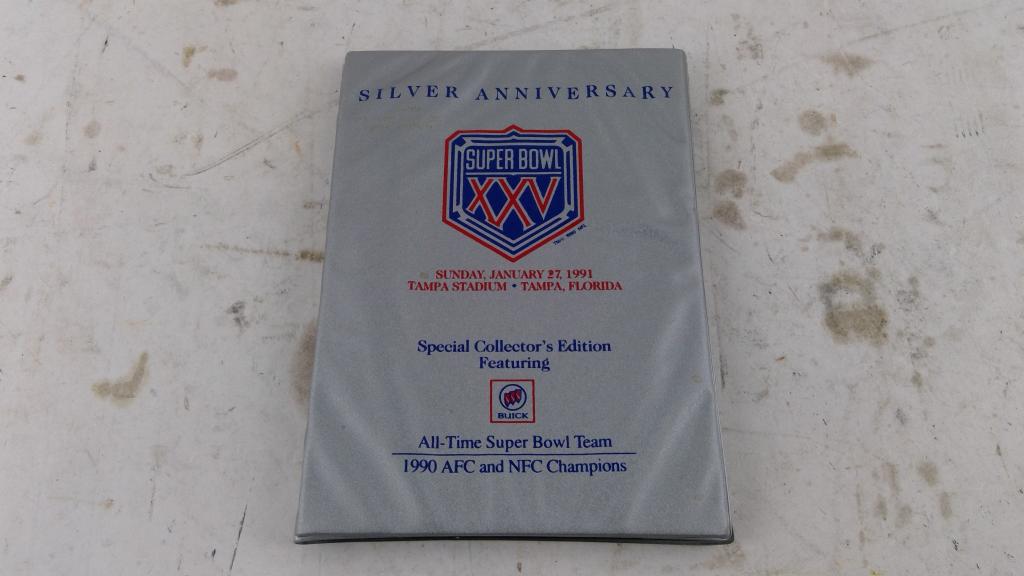 SILVER ANNIVERSARY
SUPER BOWL
XXV
SUNDAY, JANUARY 27, 1991
TAMPA STADIUM • TAMPA, FLORIDA
Special Collector's Edition
Featuring
BUICK
All-Time Super Bowl Team
1990 AFC and NFC Champions